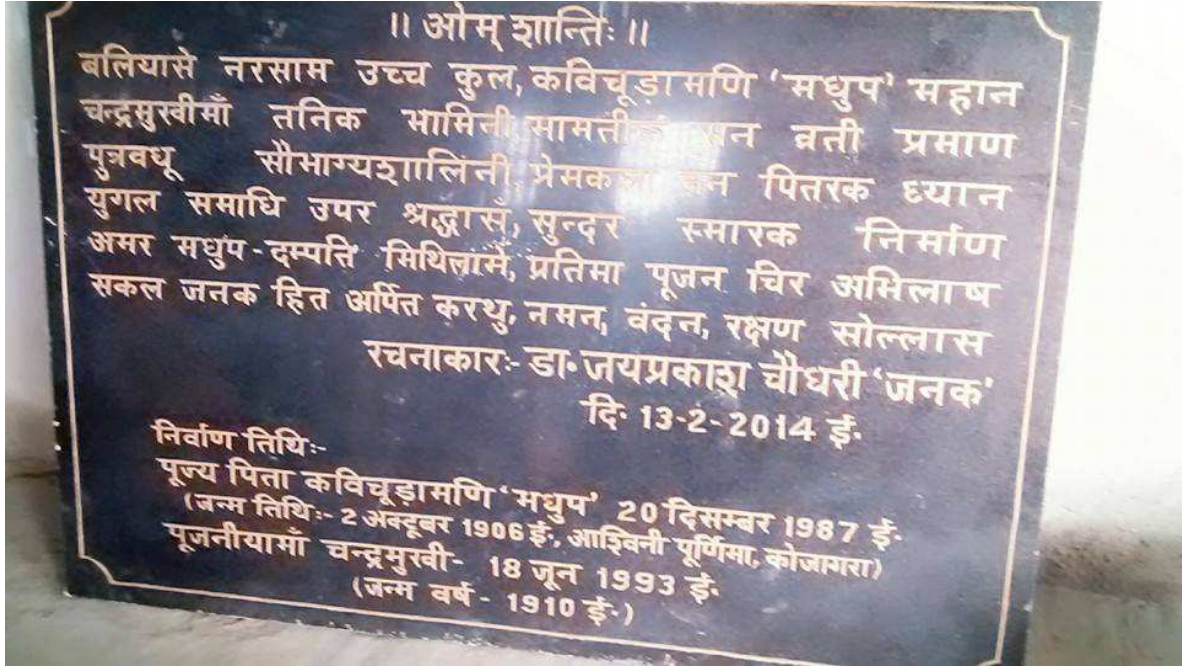 ॥ ओम् शान्तिः ॥
बलियासे नरसाम उच्च कुल, कविचूड़ामणि 'मधुप' महान
चन्द्रमुखीमाँ तनिक भामिनी, व्रती प्रमाण
पुत्रवधू सौभाग्यशालिनी, प्रेमकला पितरक ध्यान
युगल समाधि उपर श्रद्धासँ, सुन्दर स्मारक निर्माण
अमर मधुप-दम्पति मिथिलामे, प्रतिमा पूजन चिर अभिलाष
सकल जनक हित अर्पित करथु, नमन, वंदन, रक्षण सोल्लास
रचनाकारः- डा॰ जयप्रकाश चौधरी 'जनक'
दि॰ 13-2-2014 ई॰
निर्वाण तिथिः-
पूज्य पिता कविचूड़ामणि 'मधुप' 20 दिसम्बर 1987 ई॰
(जन्म तिथिः- 2 अक्टूबर 1906 ई॰, आश्विनी पूर्णिमा, कोजागरा)
पूजनीयामाँ चन्द्रमुखी- 18 जून 1993 ई॰
(जन्म वर्ष - 1910 ई॰)